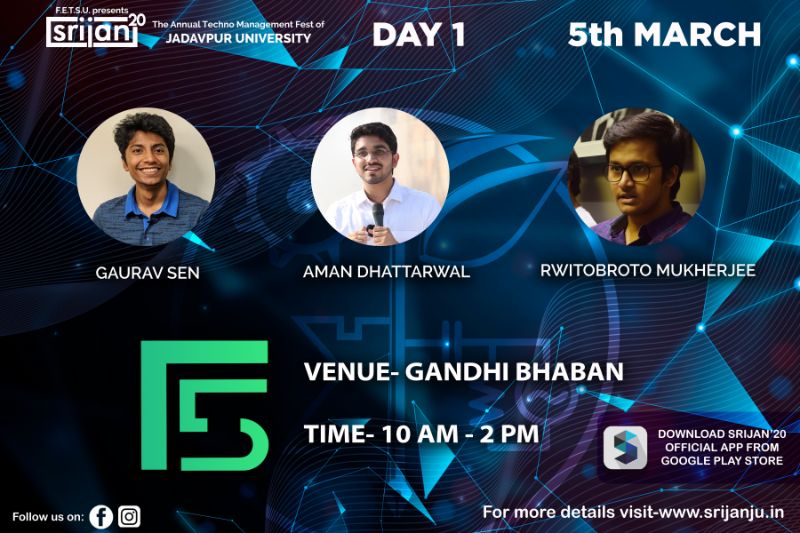 F.E.T.S.U. presents
srijan 20
The Annual Techno Management Fest of
JADAVPUR UNIVERSITY
DAY 1
5th MARCH
GAURAV SEN
AMAN DHATTARWAL
RWITOBROTO MUKHERJEE
VENUE- GANDHI BHABAN
TIME- 10 AM - 2 PM
DOWNLOAD SRIJAN'20
OFFICIAL APP FROM
GOOGLE PLAY STORE
Follow us on:
For more details visit-www.srijanju.in